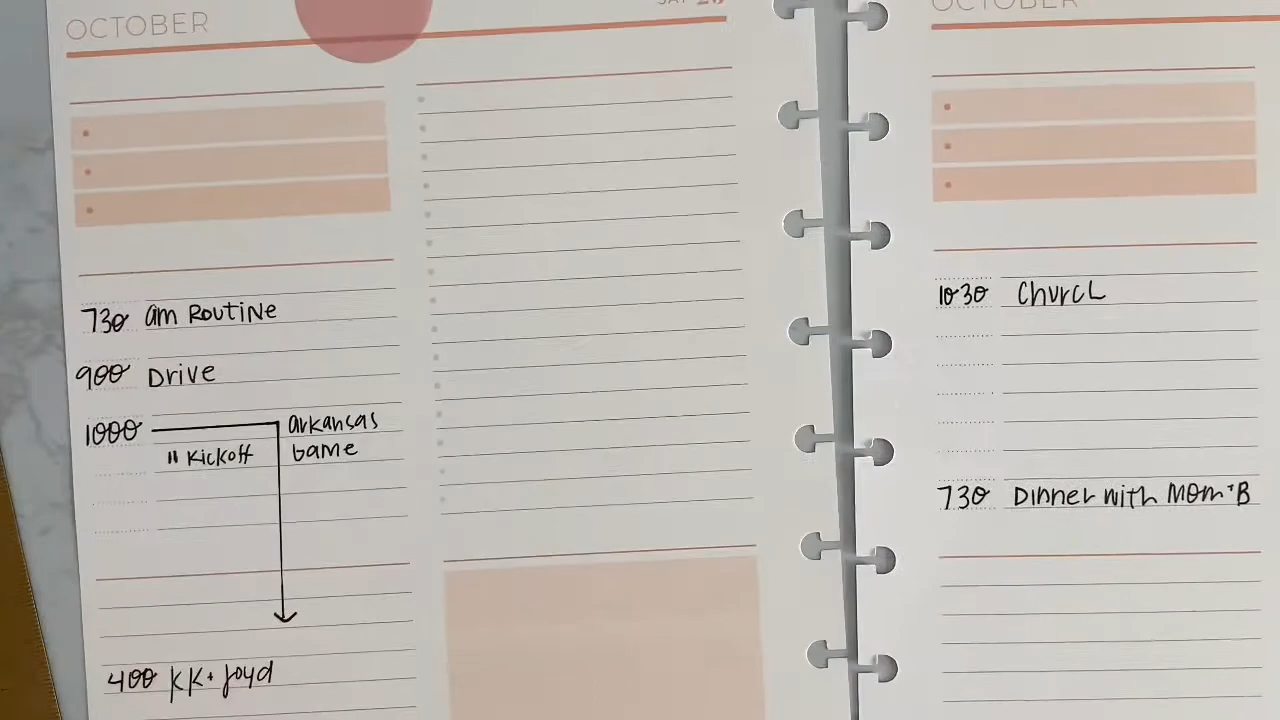 OCTOBER
730 am Routine
900 Drive
1000 arkansas
11 Kickoff Game
400 KK +
OCTOBER
1030 Church
730 Dinner with Mom + B